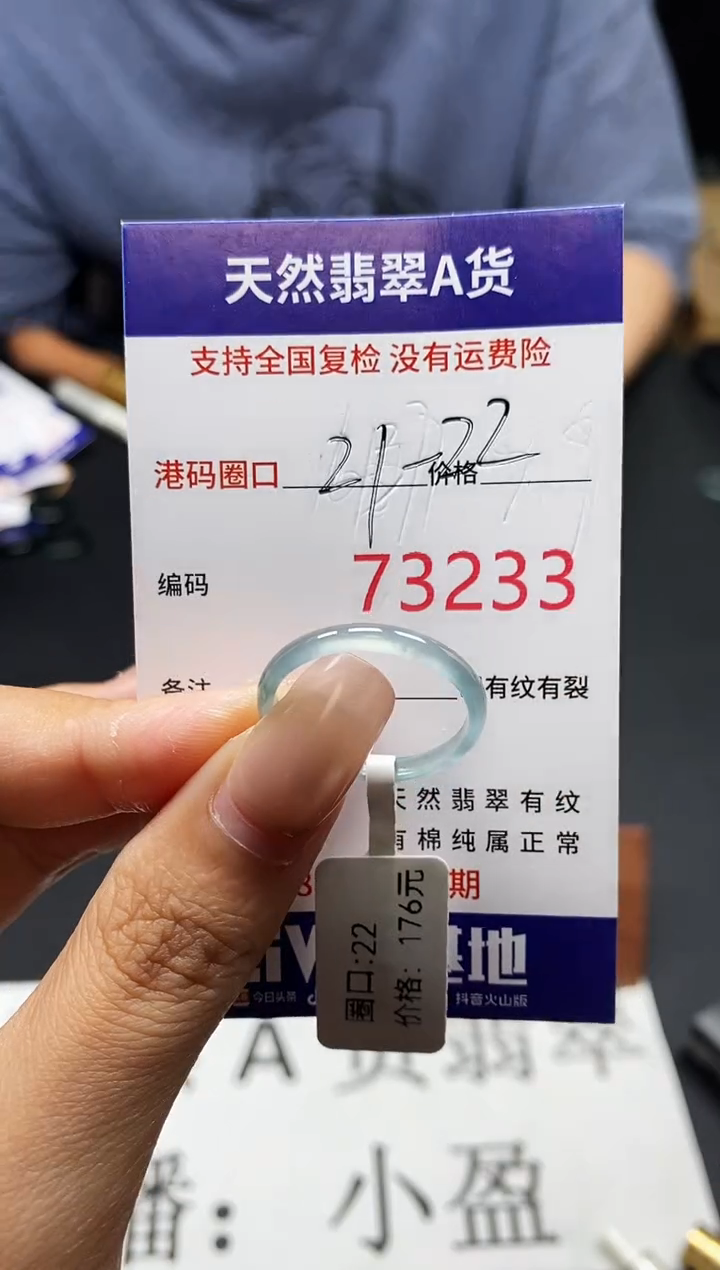 天然翡翠A货
支持全国复检 没有运费险
港码圈口 21-22 价格
编码 73233
备注 有纹有裂
天然翡翠有纹
有棉纯属正常
期
圈口:22
价格: 176元
基地
今日头条 抖音火山版
A 货翡翠
播: 小盈